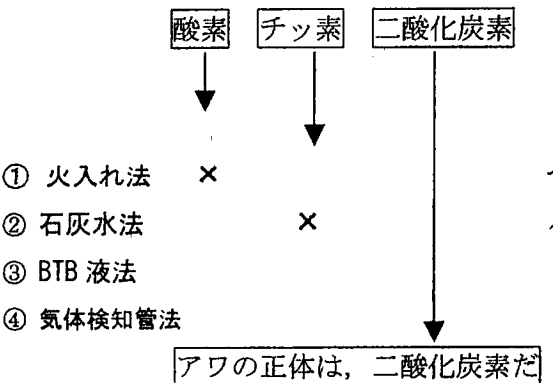 酸素 チッ素 二酸化炭素
① 火入れ法 ×
② 石灰水法 ×
③ BTB 液法
④ 気体検知管法
アワの正体は，二酸化炭素だ